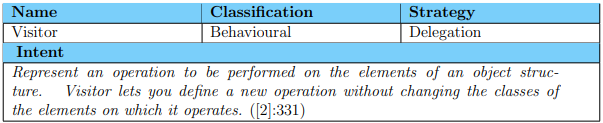 Name Classification Strategy
Visitor Behavioural Delegation
Intent
Represent an operation to be performed on the elements of an object struc-
ture. Visitor lets you define a new operation without changing the classes of
the elements on which it operates. ([2]:331)